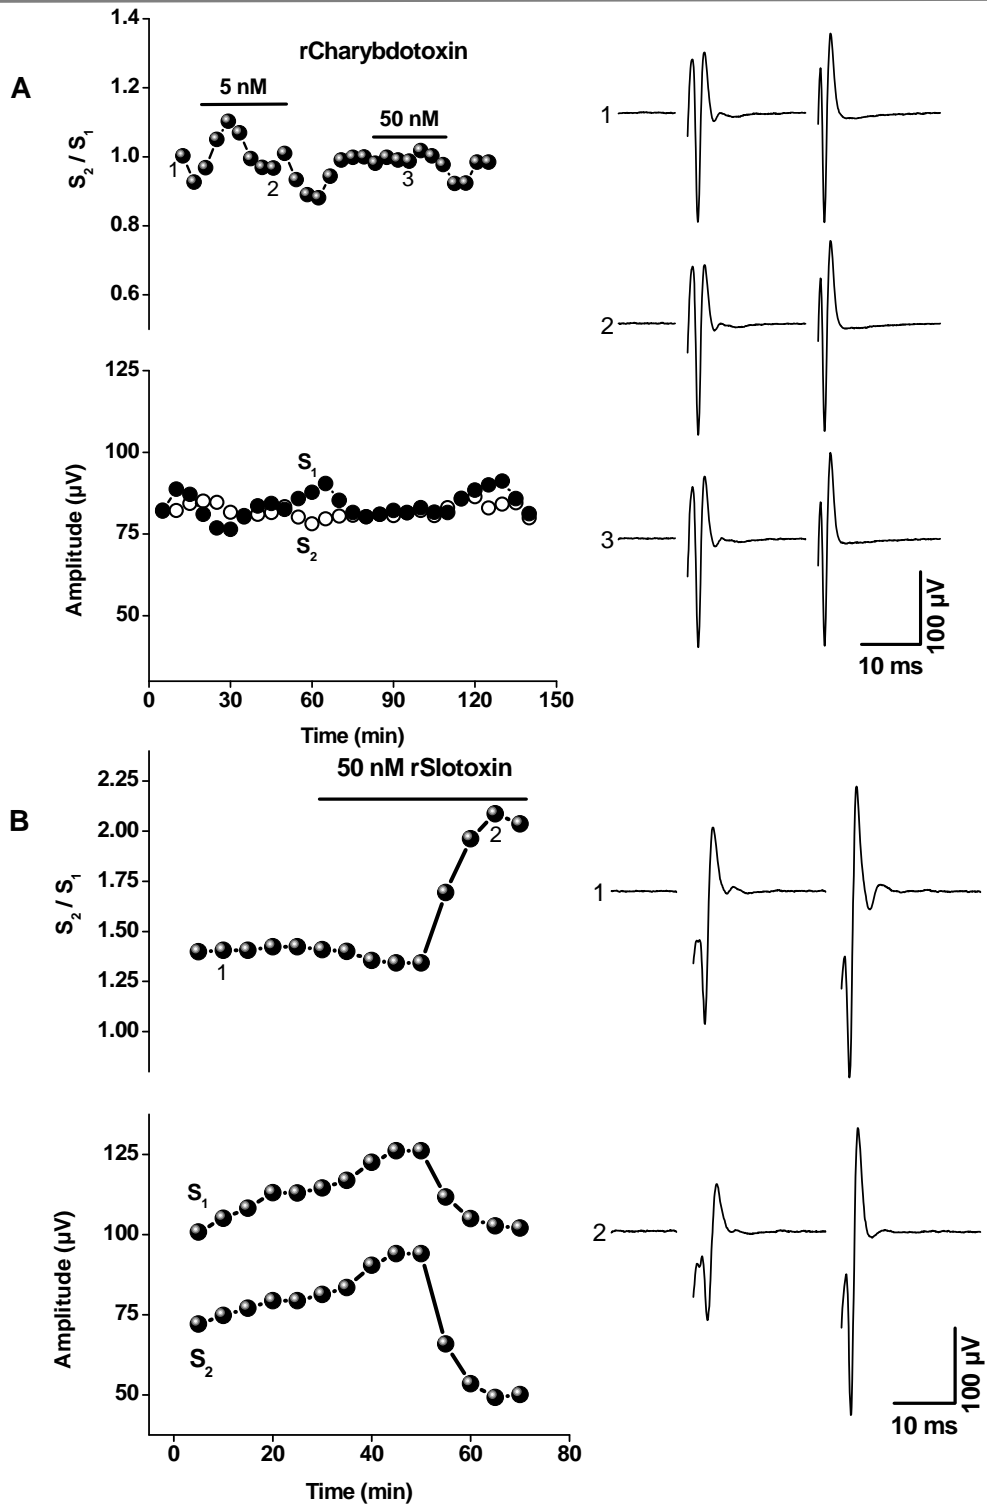 A
rCharybdotoxin
5 nM
50 nM
S2 / S1
1.4
1.2
1.0
0.8
0.6
1
2
3
Amplitude (µV)
125
100
75
50
S1
S2
0 30 60 90 120 150
Time (min)
1
2
3
100 µV
10 ms
B
50 nM rSlotoxin
S2 / S1
2.25
2.00
1.75
1.50
1.25
1.00
1
2
Amplitude (µV)
125
100
75
50
S1
S2
0 20 40 60 80
Time (min)
1
2
100 µV
10 ms